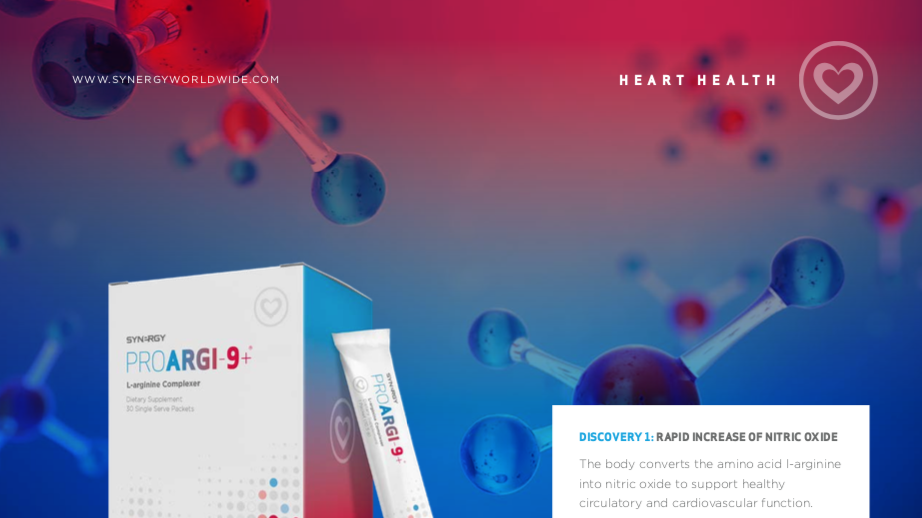 WWW.SYNERGYWORLDWIDE.COM
HEART HEALTH
SYNERGY
PROARGI-9+
L-arginine Complexer
Dietary Supplement
30 Single Serve Packets
SYNERGY
PROARGI-9+
L-arginine Complexer
DISCOVERY 1: RAPID INCREASE OF NITRIC OXIDE
The body converts the amino acid l-arginine
into nitric oxide to support healthy
circulatory and cardiovascular function.